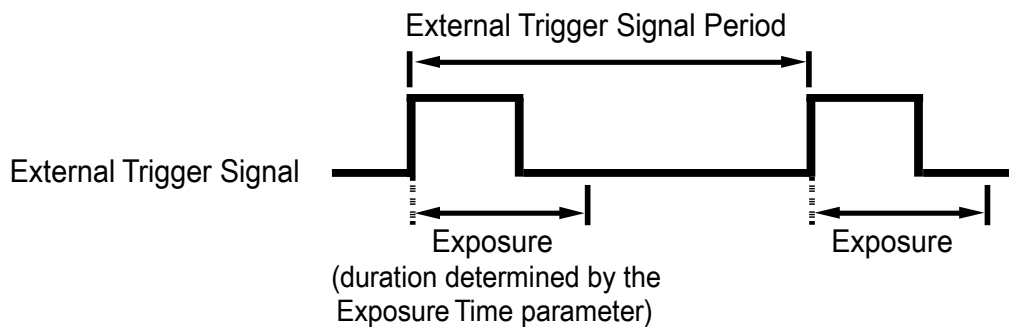 External Trigger Signal Period
External Trigger Signal
Exposure
(duration determined by the
Exposure Time parameter)
Exposure